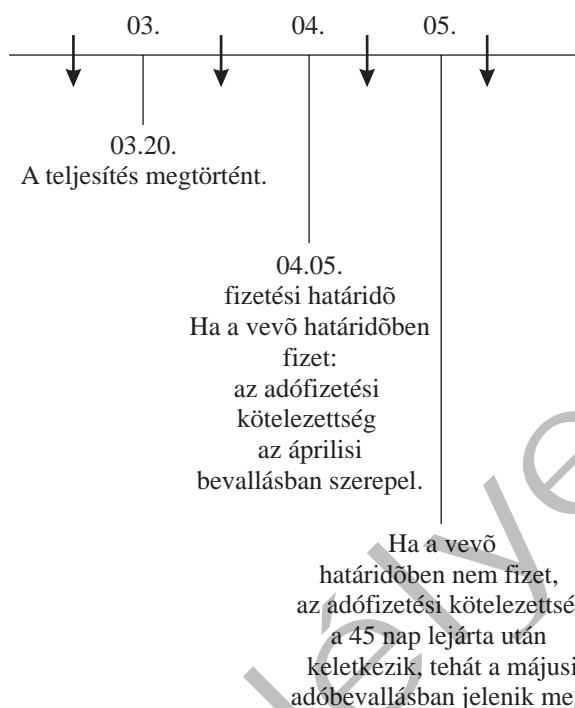 03. 04. 05.
03.20.
A teljesítés megtörtént.
04.05.
fizetési határidõ
Ha a vevõ határidõben
fizet:
az adófizetési
kötelezettség
az áprilisi
bevallásban szerepel.
Ha a vevõ
határidõben nem fizet,
az adófizetési
a 45 nap lejárta után
keletkezik, tehát a májusi
adóbevallásban jelenik